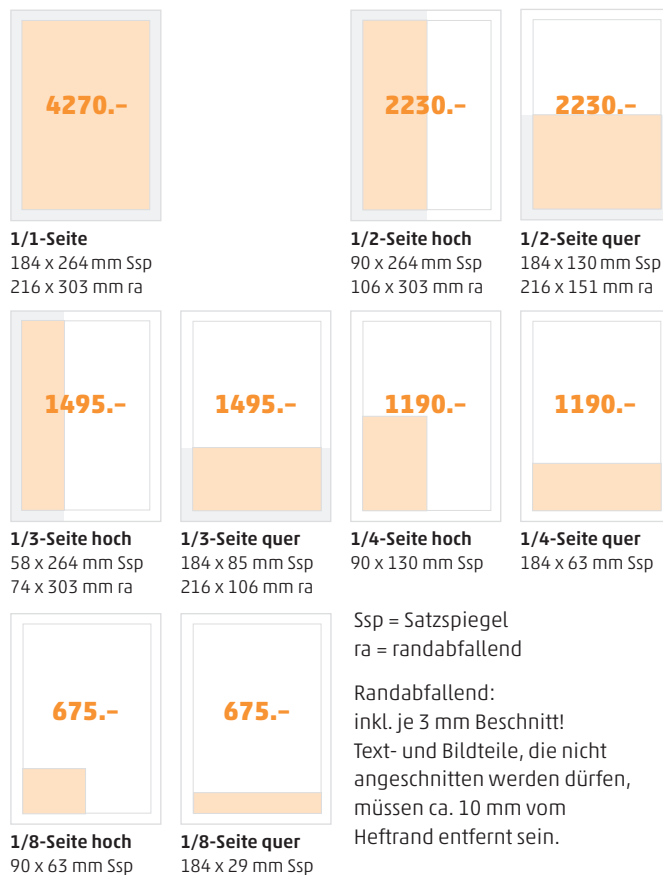 4270.–
1/1-Seite
184 x 264 mm Ssp
216 x 303 mm ra
2230.–
1/2-Seite hoch
90 x 264 mm Ssp
106 x 303 mm ra
2230.–
1/2-Seite quer
184 x 130 mm Ssp
216 x 151 mm ra
1495.–
1/3-Seite hoch
58 x 264 mm Ssp
74 x 303 mm ra
1495.–
1/3-Seite quer
184 x 85 mm Ssp
216 x 106 mm ra
1190.–
1/4-Seite hoch
90 x 130 mm Ssp
1190.–
1/4-Seite quer
184 x 63 mm Ssp
675.–
1/8-Seite hoch
90 x 63 mm Ssp
675.–
1/8-Seite quer
184 x 29 mm Ssp
Ssp = Satzspiegel
ra = randabfallend
Randabfallend:
inkl. je 3 mm Beschnitt!
Text- und Bildteile, die nicht
angeschnitten werden dürfen,
müssen ca. 10 mm vom
Heftrand entfernt sein.